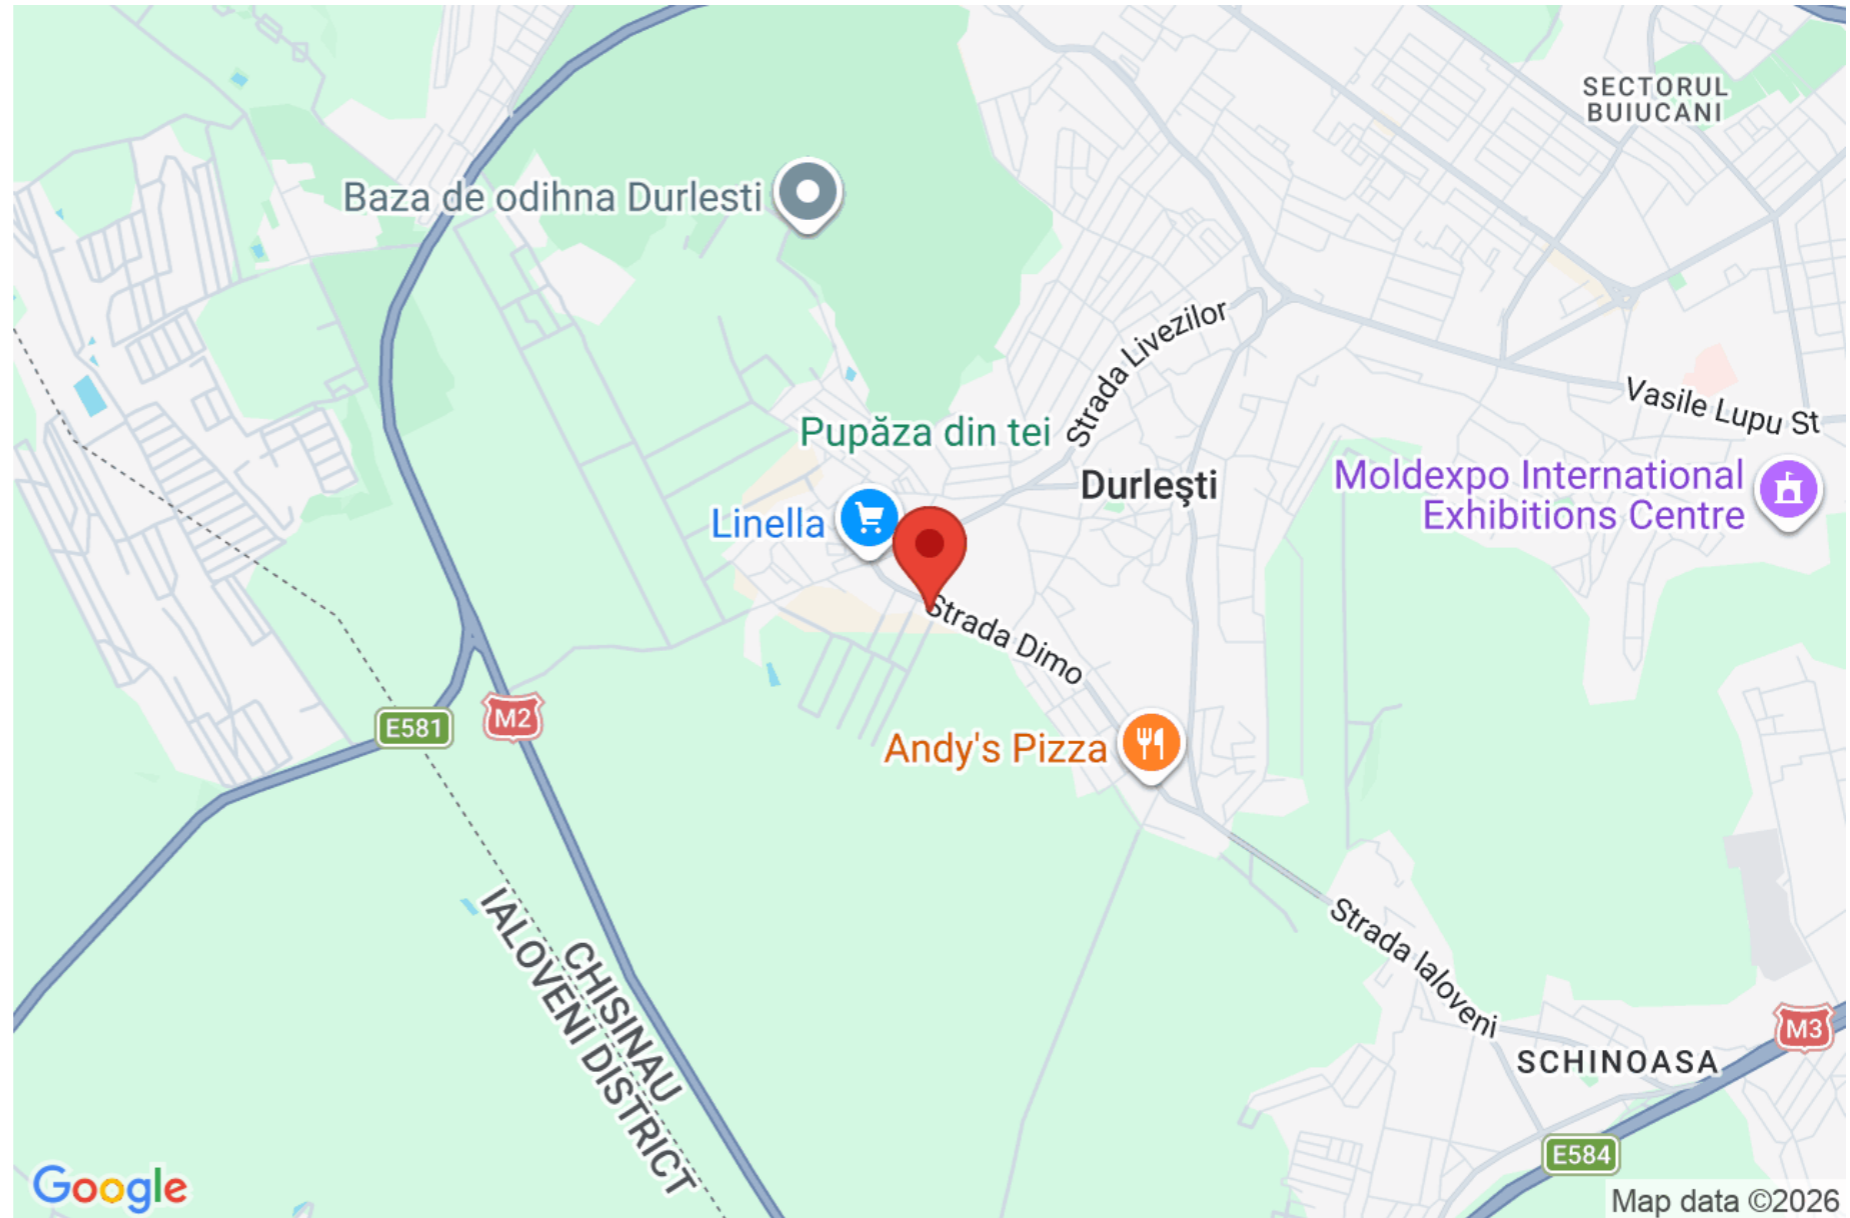 SECTORUL
BUIUCANI
Baza de odihna Durlesti
Strada Livezilor
Vasile Lupu St
Pupăza din tei
Durleşti
Moldexpo International
Exhibitions Centre
Linella
Strada Dimo
E581
M2
Andy's Pizza
Strada Ialoveni
CHISINAU
IALOVENI DISTRICT
M3
SCHINOASA
E584
Google
Map data ©2026